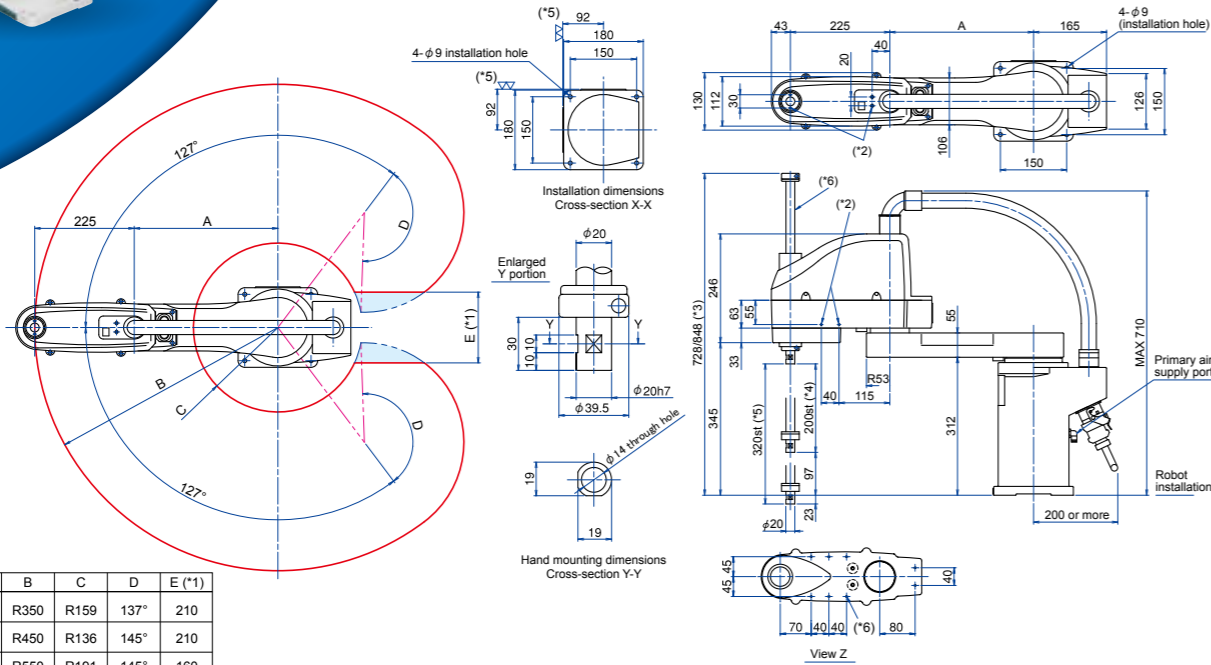 (*5)
92
180
150
4-φ9 installation hole
(*5)
92
180
150
Installation dimensions
Cross-section X-X
4-φ9
(installation hole)
43
225
A
165
40
20
130
112
30
(*2)
106
150
126
150
127°
225
A
D
E (*1)
B
C
D
127°
Enlarged
Y portion
φ20
Y
Y
30
10 10
10
φ20h7
φ39.5
φ14 through hole
19
19
Hand mounting dimensions
Cross-section Y-Y
(*6)
(*2)
728/848 (*3)
246
63
55
33
345
320st (*5)
200st (*4)
40
115
R53
97
23
φ20
55
312
MAX 710
Primary air
supply port
Robot
installation
200 or more
45
45
70
40
40
(*6)
80
40
View Z
B C D E (*1)
R350 R159 137° 210
R450 R136 145° 210